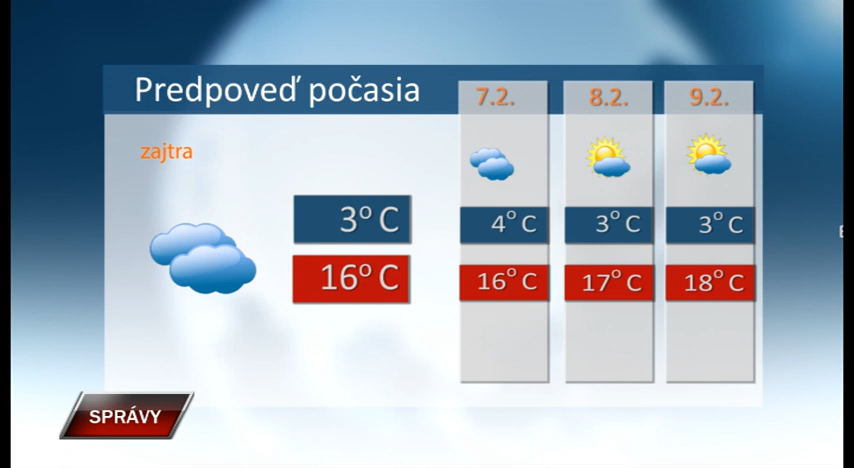 Predpoveď počasia
zajtra
3° C
16° C
7.2.
4° C
16° C
8.2.
3° C
17° C
9.2.
3° C
18° C
SPRÁVY